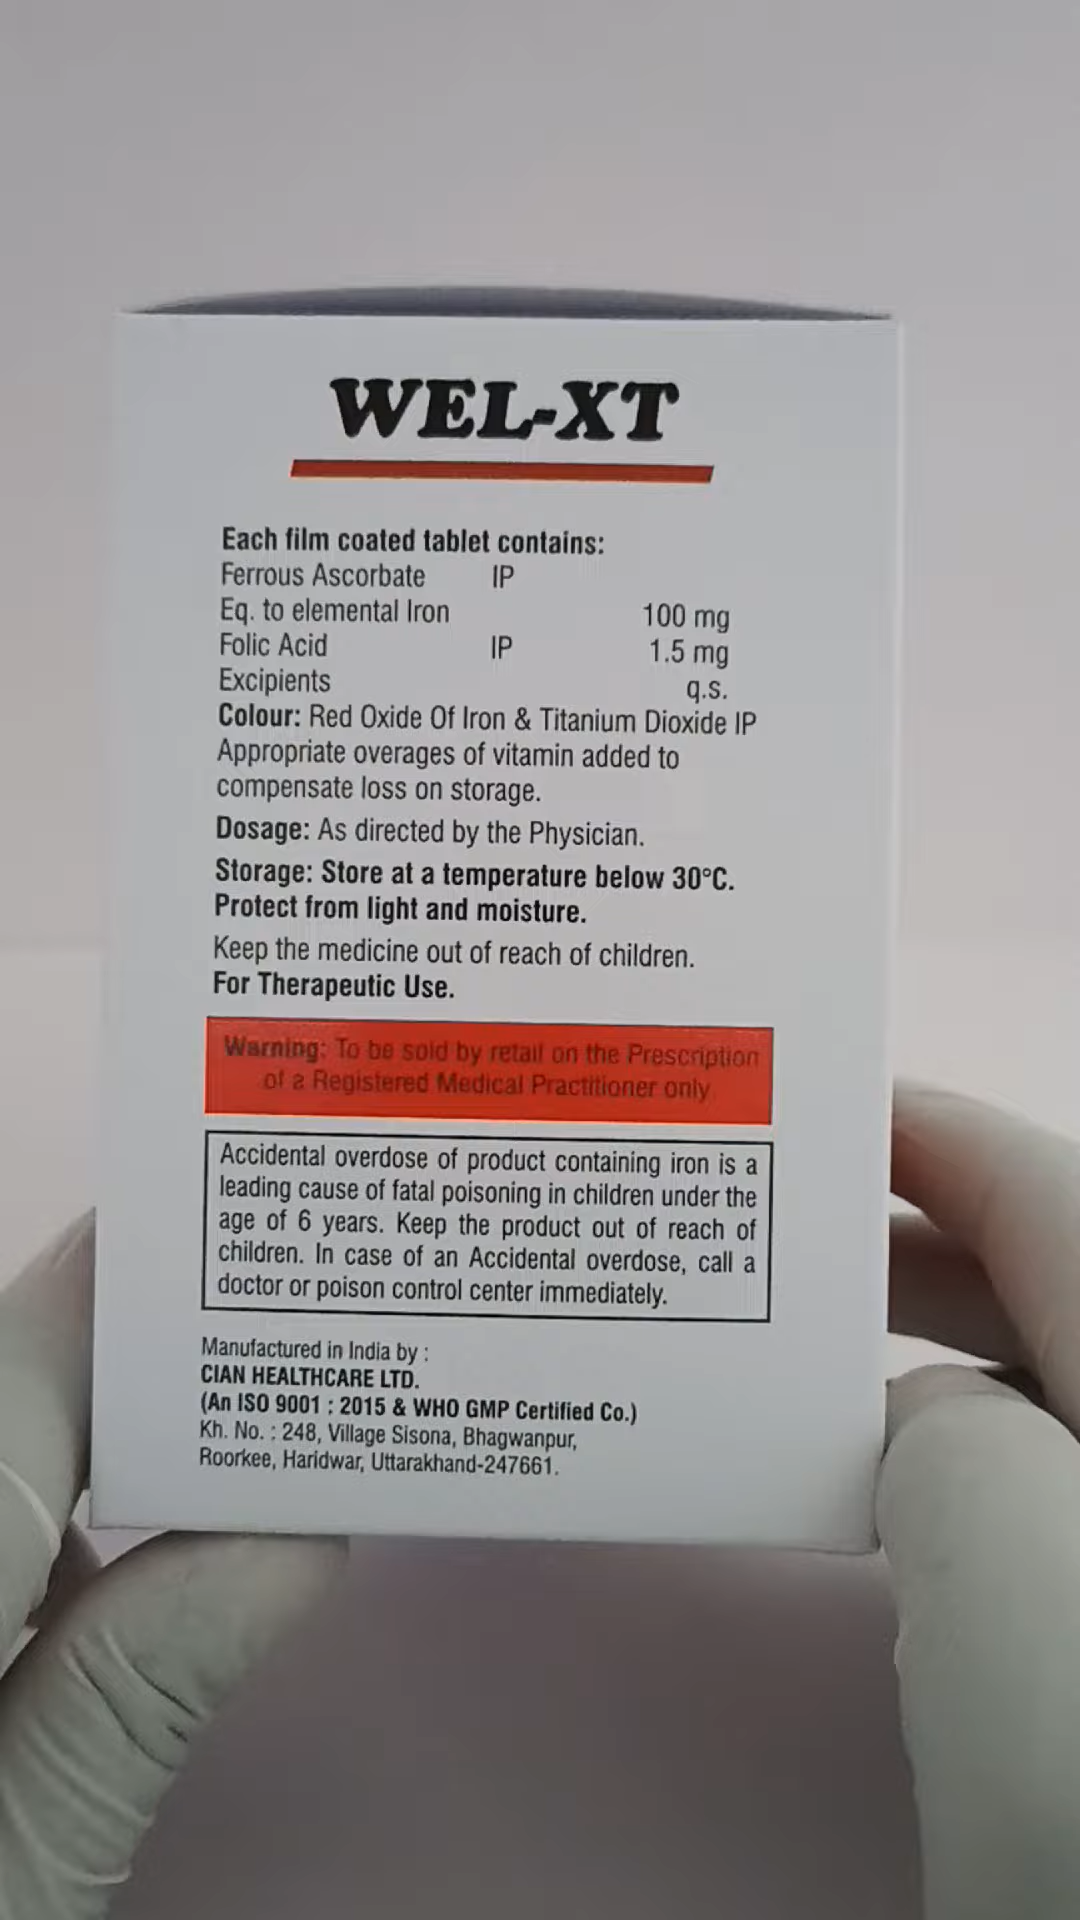 WEL-XT
Each film coated tablet contains:
Ferrous Ascorbate IP
Eq. to elemental Iron 100 mg
Folic Acid IP 1.5 mg
Excipients q.s.
Colour: Red Oxide Of Iron & Titanium Dioxide IP
Appropriate overages of vitamin added to
compensate loss on storage.
Dosage: As directed by the Physician.
Storage: Store at a temperature below 30°C.
Protect from light and moisture.
Keep the medicine out of reach of children.
For Therapeutic Use.
Warning: To be sold by retail on the Prescription
of a Registered Medical Practitioner only
Accidental overdose of product containing iron is a
leading cause of fatal poisoning in children under the
age of 6 years. Keep the product out of reach of
children. In case of an Accidental overdose, call a
doctor or poison control center immediately.
Manufactured in India by :
CIAN HEALTHCARE LTD.
(An ISO 9001 : 2015 & WHO GMP Certified Co.)
Kh. No. : 248, Village Sisona, Bhagwanpur,
Roorkee, Haridwar, Uttarakhand-247661.